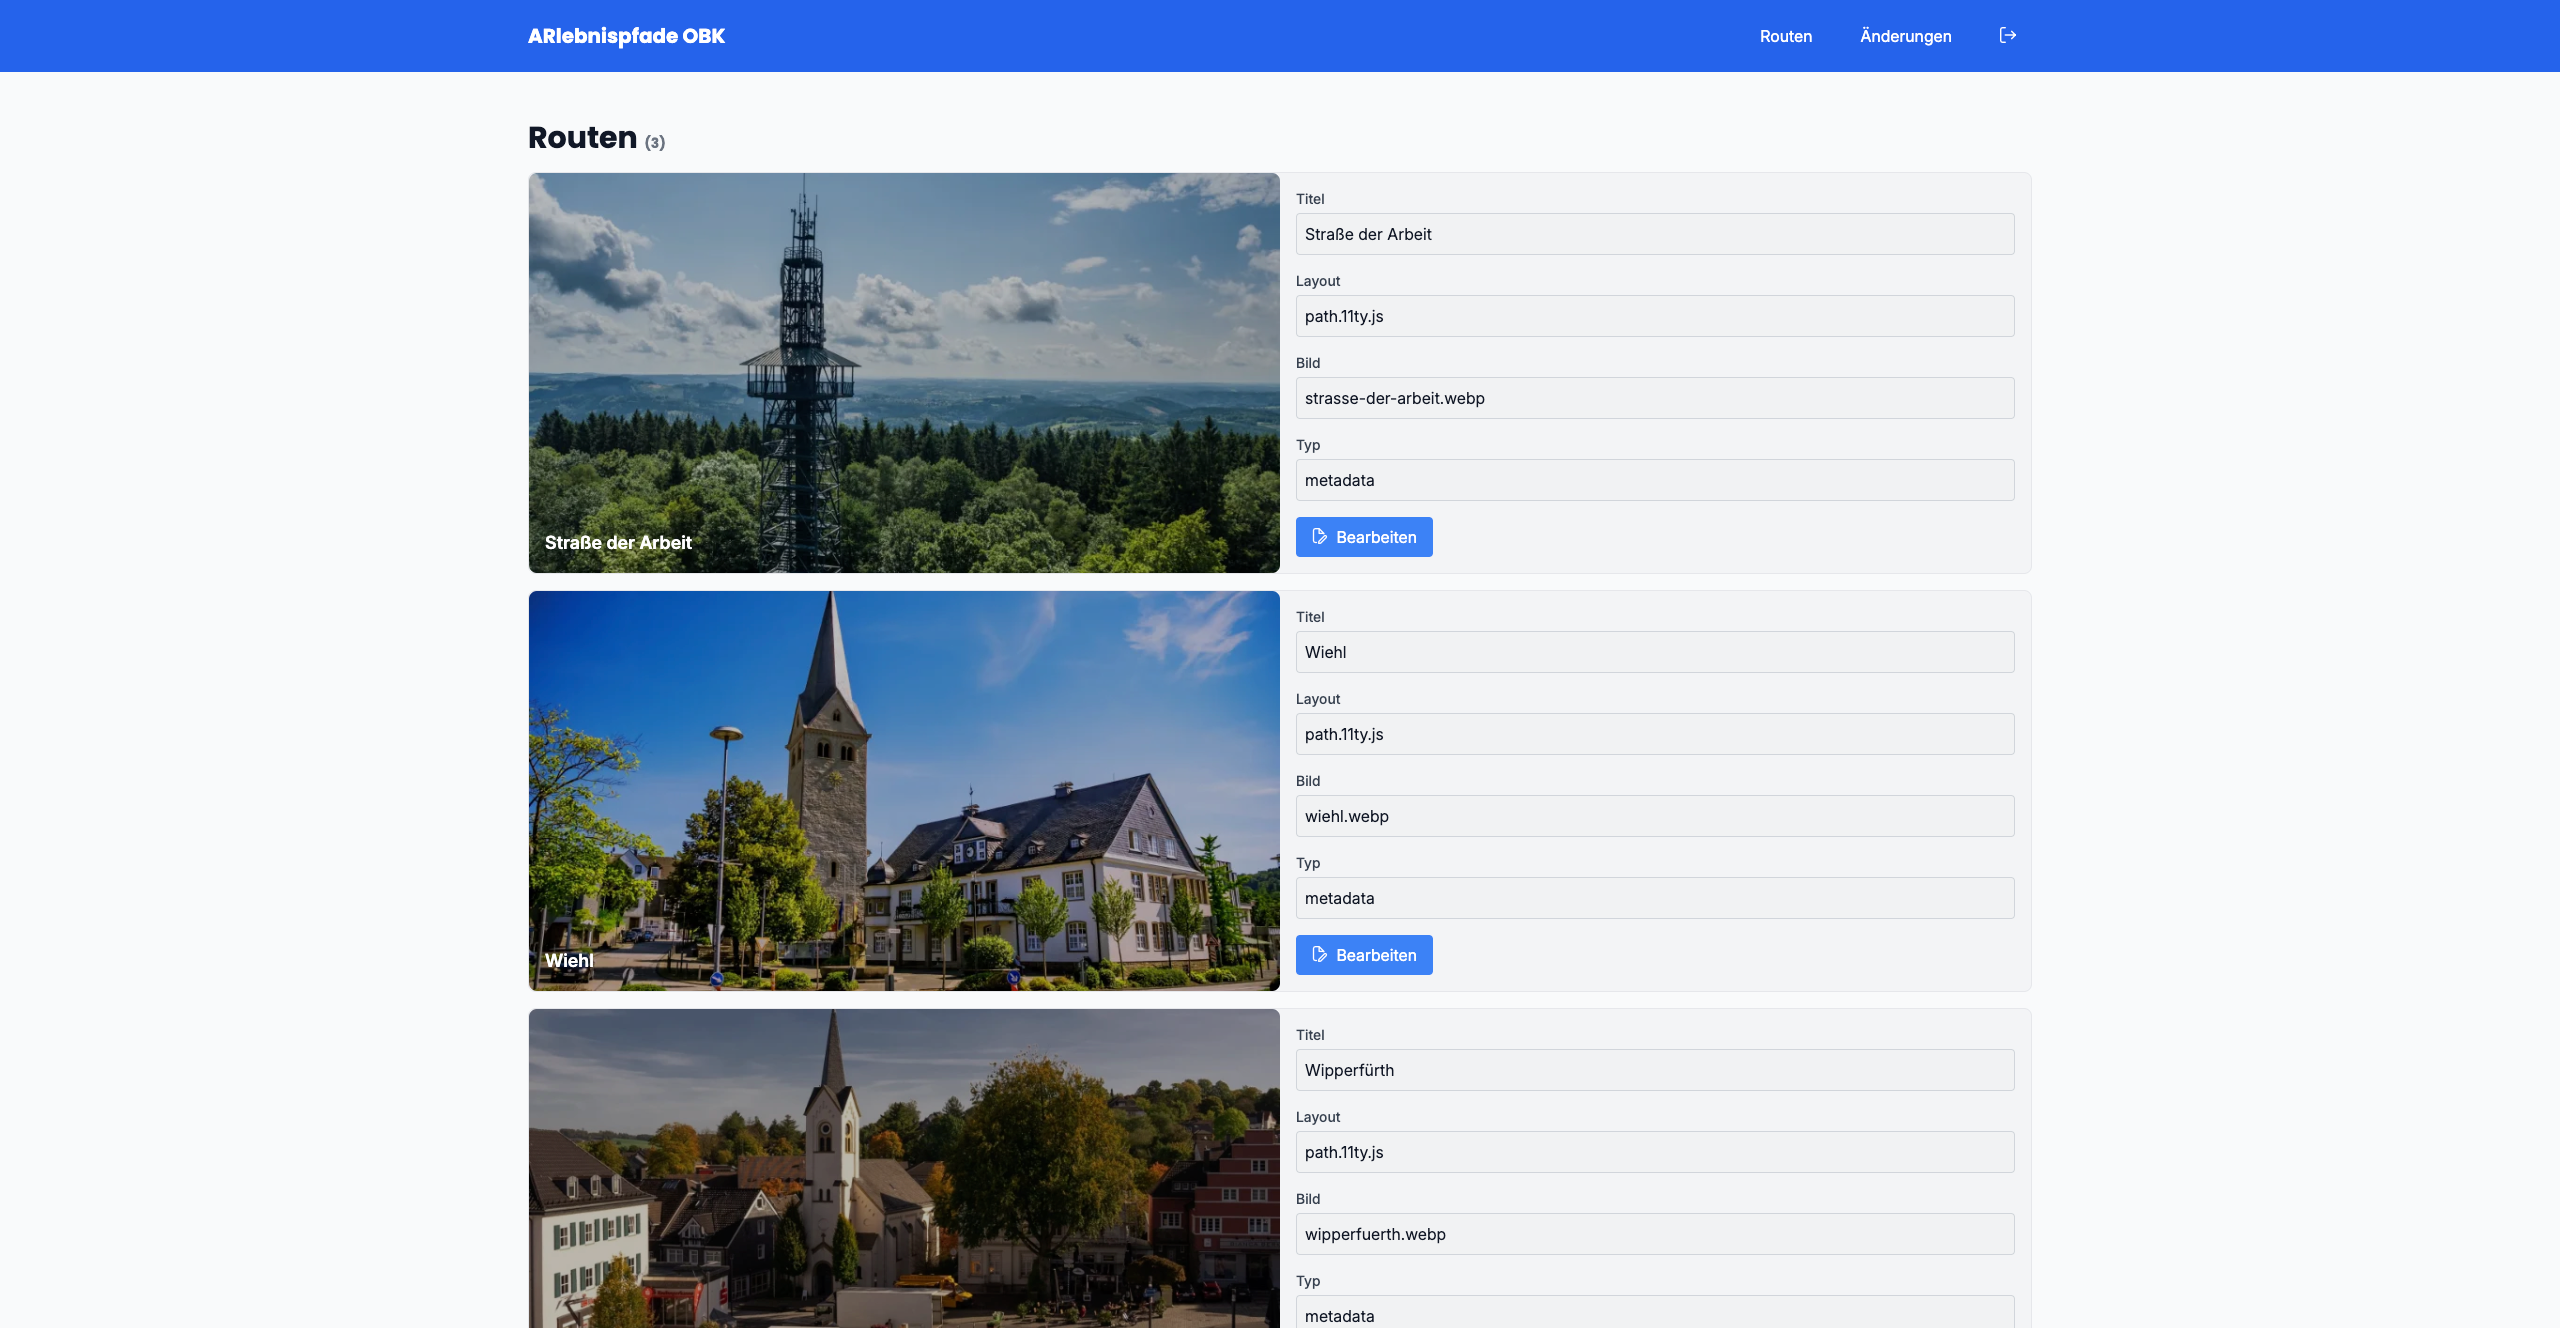 ARlebnispfade OBK
Routen
Änderungen
Routen (3)
Straße der Arbeit
Titel
Straße der Arbeit
Layout
path.11ty.js
Bild
strasse-der-arbeit.webp
Typ
metadata
Bearbeiten
Wiehl
Titel
Wiehl
Layout
path.11ty.js
Bild
wiehl.webp
Typ
metadata
Bearbeiten
Titel
Wipperfürth
Layout
path.11ty.js
Bild
wipperfuerth.webp
Typ
metadata